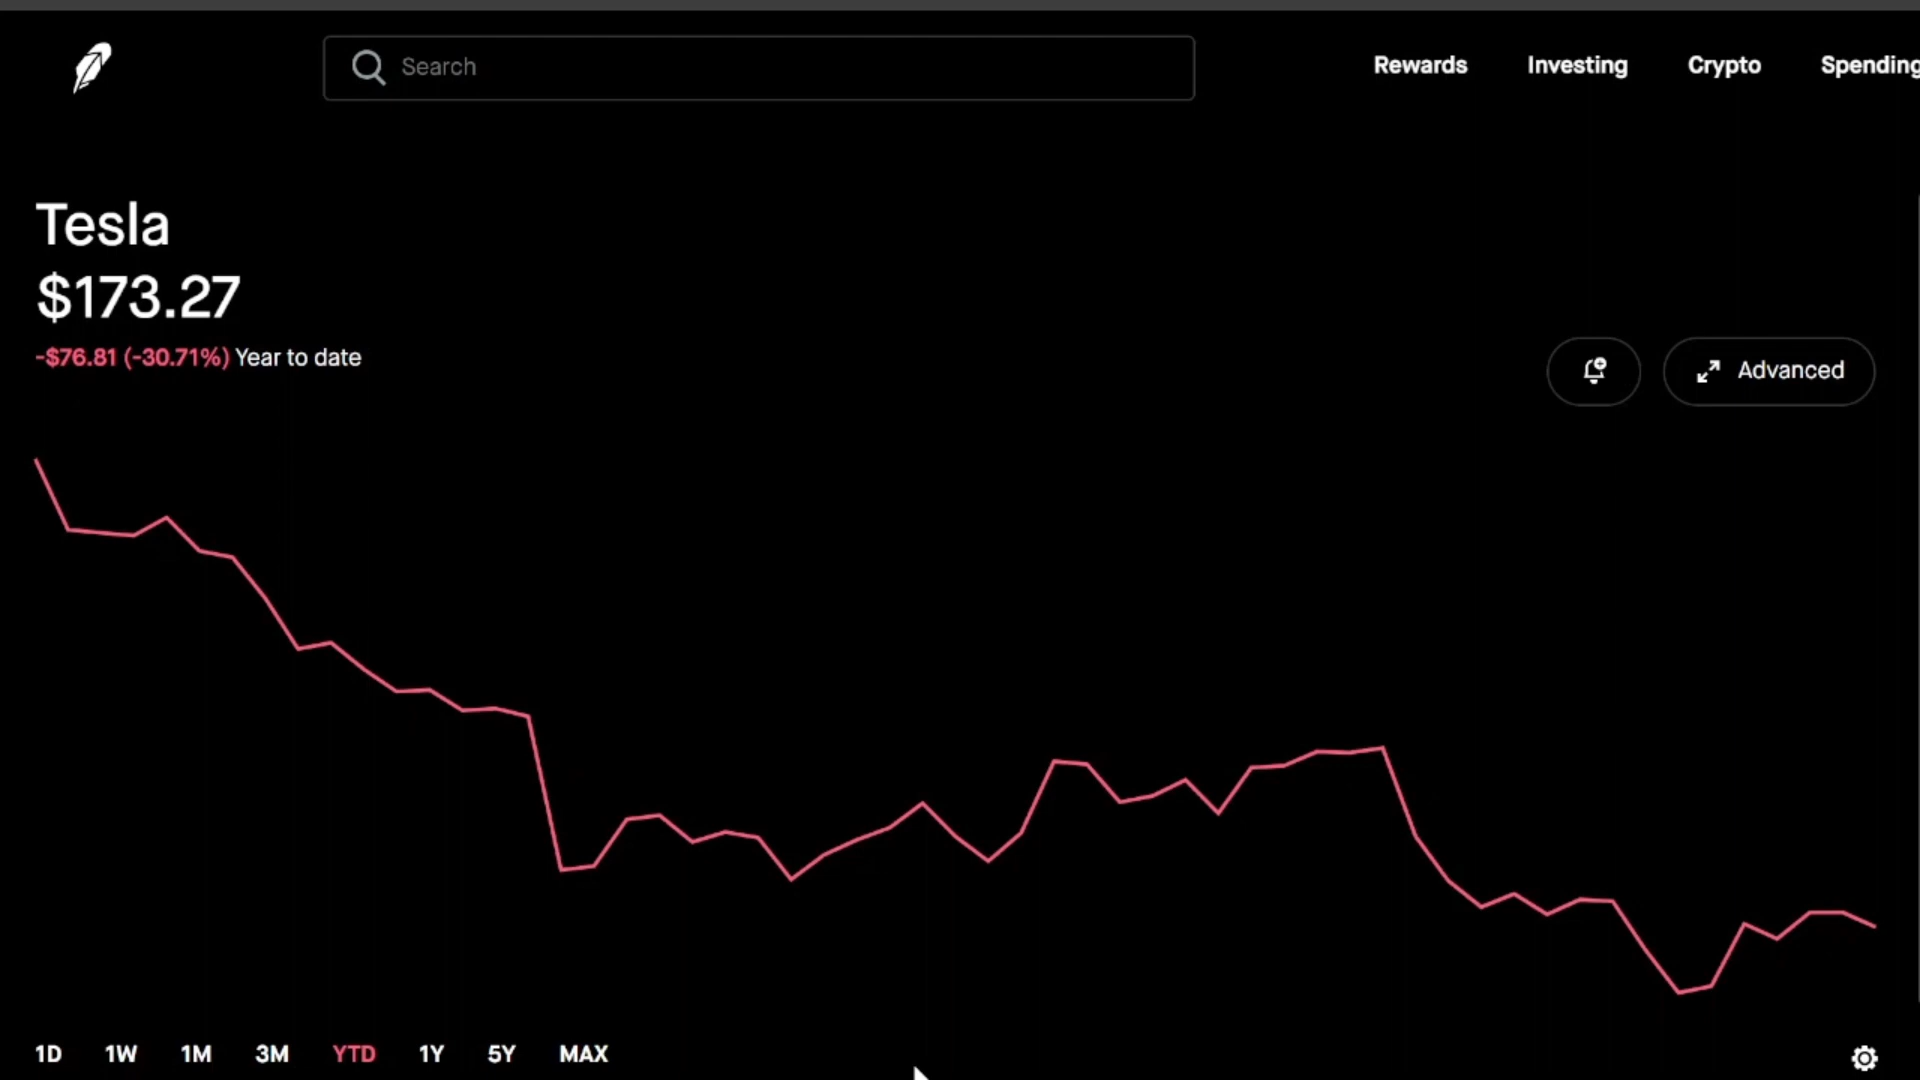 Search
Rewards Investing Crypto Spending
Tesla
$173.27
-$76.81 (-30.71%) Year to date
Advanced
1D 1W 1M 3M YTD 1Y 5Y MAX